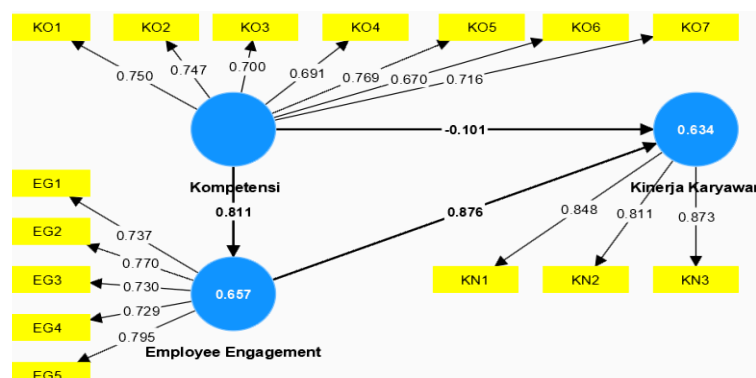 KO1 KO2 KO3 KO4 KO5 KO6 KO7
0.750 0.747 0.700 0.691 0.769 0.670 0.716
-0.101
0.634
Kompetensi
Kinerja Karyawan
EG1
0.811
0.876
0.848 0.811 0.873
EG2
0.737
0.770
EG3
0.730
KN1 KN2 KN3
0.729
0.657
EG4
0.795
Employee Engagement
EG5